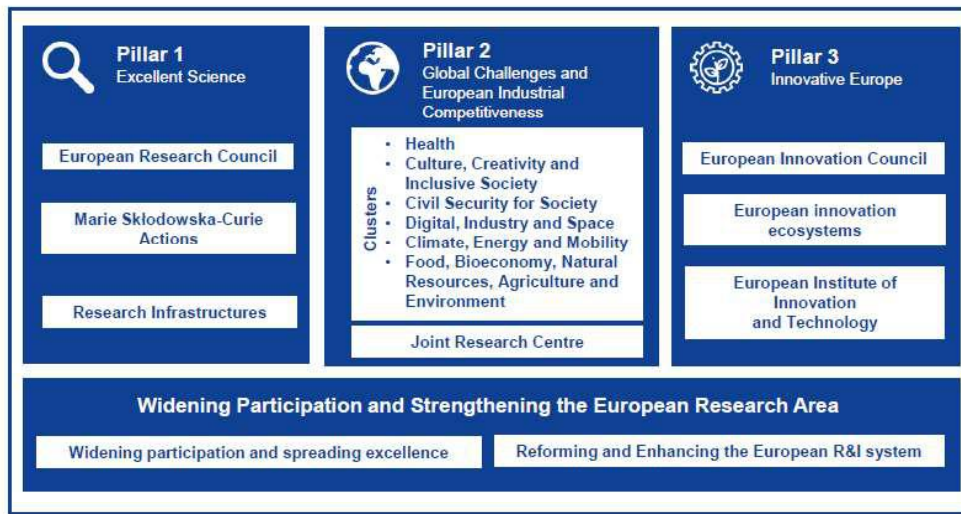 Pillar 1
Excellent Science
European Research Council
Marie Skłodowska-Curie
Actions
Research Infrastructures
Pillar 2
Global Challenges and
European Industrial
Competitiveness
Clusters
• Health
• Culture, Creativity and
Inclusive Society
• Civil Security for Society
• Digital, Industry and Space
• Climate, Energy and Mobility
• Food, Bioeconomy, Natural
Resources, Agriculture and
Environment
Joint Research Centre
Pillar 3
Innovative Europe
European Innovation Council
European innovation
ecosystems
European Institute of
Innovation
and Technology
Widening Participation and Strengthening the European Research Area
Widening participation and spreading excellence
Reforming and Enhancing the European R&I system